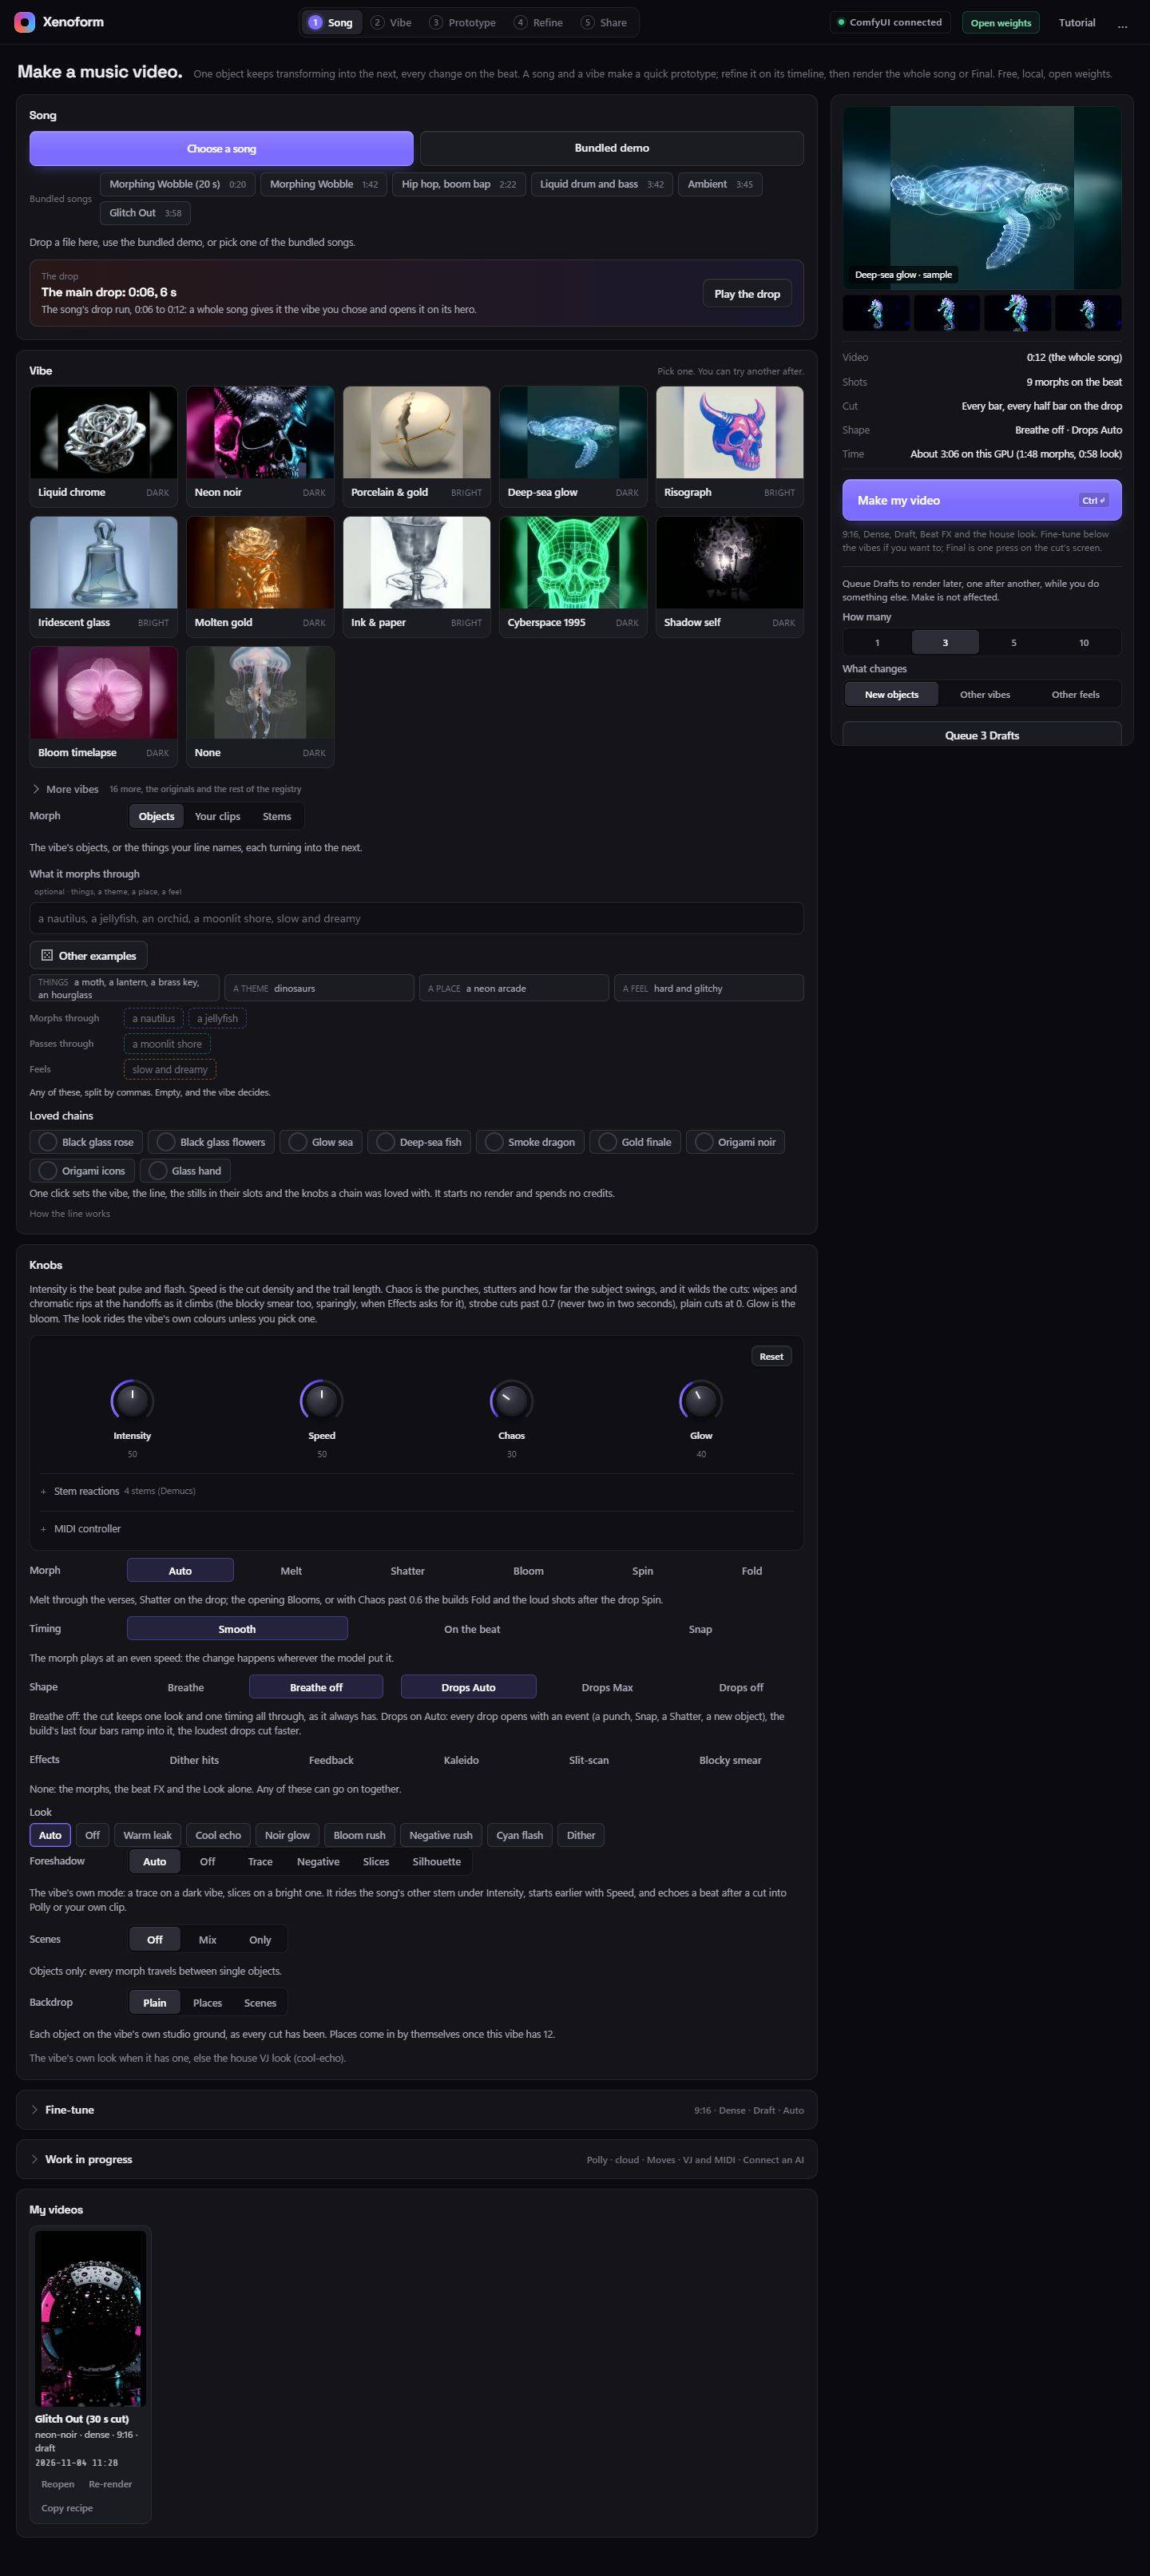 Xenoform
1 Song
2 Vibe
3 Prototype
4 Refine
5 Share
ComfyUI connected
Open weights
Tutorial
...
Make a music video.
One object keeps transforming into the next, every change on the beat. A song and a vibe make a quick prototype; refine it on its timeline, then render the whole song or Final. Free, local, open weights.
Song
Choose a song
Bundled demo
Bundled songs
Morphing Wobble (20 s) 0:20
Morphing Wobble 1:42
Hip hop, boom bap 2:22
Liquid drum and bass 3:42
Ambient 3:45
Glitch Out 3:58
Drop a file here, use the bundled demo, or pick one of the bundled songs.
The drop
The main drop: 0:06, 6 s
The song's drop run, 0:06 to 0:12: a whole song gives it the vibe you chose and opens it on its hero.
Play the drop
Vibe
Pick one. You can try another after.
Liquid chrome DARK
Neon noir DARK
Porcelain & gold BRIGHT
Deep-sea glow DARK
Risograph BRIGHT
Iridescent glass BRIGHT
Molten gold DARK
Ink & paper BRIGHT
Cyberspace 1995 DARK
Shadow self DARK
Bloom timelapse DARK
None DARK
More vibes 16 more, the originals and the rest of the registry
Morph
Objects
Your clips
Stems
The vibe's objects, or the things your line names, each turning into the next.
What it morphs through
optional · things, a theme, a place, a feel
a nautilus, a jellyfish, an orchid, a moonlit shore, slow and dreamy
Other examples
THINGS a moth, a lantern, a brass key,
an hourglass
A THEME dinosaurs
A PLACE a neon arcade
A FEEL hard and glitchy
Morphs through
a nautilus
a jellyfish
Passes through
a moonlit shore
Feels
slow and dreamy
Any of these, split by commas. Empty, and the vibe decides.
Loved chains
Black glass rose
Black glass flowers
Glow sea
Deep-sea fish
Smoke dragon
Gold finale
Origami noir
Origami icons
Glass hand
One click sets the vibe, the line, the stills in their slots and the knobs a chain was loved with. It starts no render and spends no credits.
How the line works
Knobs
Intensity is the beat pulse and flash. Speed is the cut density and the trail length. Chaos is the punches, stutters and how far the subject swings, and it wilds the cuts: wipes and
chromatic rips at the handoffs as it climbs (the blocky smear too, sparingly, when Effects asks for it), strobe cuts past 0.7 (never two in two seconds), plain cuts at 0. Glow is the
bloom. The look rides the vibe's own colours unless you pick one.
Reset
Intensity
50
Speed
50
Chaos
30
Glow
40
+ Stem reactions 4 stems (Demucs)
+ MIDI controller
Morph
Auto
Melt
Shatter
Bloom
Spin
Fold
Melt through the verses, Shatter on the drop; the opening Blooms, or with Chaos past 0.6 the builds Fold and the loud shots after the drop Spin.
Timing
Smooth
On the beat
Snap
The morph plays at an even speed: the change happens wherever the model put it.
Shape
Breathe
Breathe off
Drops Auto
Drops Max
Drops off
Breathe off: the cut keeps one look and one timing all through, as it always has. Drops on Auto: every drop opens with an event (a punch, Snap, a Shatter, a new object), the
build's last four bars ramp into it, the loudest drops cut faster.
Effects
Dither hits
Feedback
Kaleido
Slit-scan
Blocky smear
None: the morphs, the beat FX and the Look alone. Any of these can go on together.
Look
Auto
Off
Warm leak
Cool echo
Noir glow
Bloom rush
Negative rush
Cyan flash
Dither
Foreshadow
Auto
Off
Trace
Negative
Slices
Silhouette
The vibe's own mode: a trace on a dark vibe, slices on a bright one. It rides the song's other stem under Intensity, starts earlier with Speed, and echoes a beat after a cut into
Polly or your own clip.
Scenes
Off
Mix
Only
Objects only: every morph travels between single objects.
Backdrop
Plain
Places
Scenes
Each object on the vibe's own studio ground, as every cut has been. Places come in by themselves once this vibe has 12.
The vibe's own look when it has one, else the house VJ look (cool-echo).
Fine-tune
9:16 · Dense · Draft · Auto
Work in progress
Polly · cloud · Moves · VJ and MIDI · Connect an AI
My videos
Glitch Out (30 s cut)
neon-noir · dense · 9:16 ·
draft
2026-11-04 11:28
Reopen
Re-render
Copy recipe
Deep-sea glow · sample
Video 0:12 (the whole song)
Shots 9 morphs on the beat
Cut Every bar, every half bar on the drop
Shape Breathe off · Drops Auto
Time About 3:06 on this GPU (1:48 morphs, 0:58 look)
Make my video Ctrl ↵
9:16, Dense, Draft, Beat FX and the house look. Fine-tune below
the vibes if you want to; Final is one press on the cut's screen.
Queue Drafts to render later, one after another, while you do
something else. Make is not affected.
How many
1
3
5
10
What changes
New objects
Other vibes
Other feels
Queue 3 Drafts